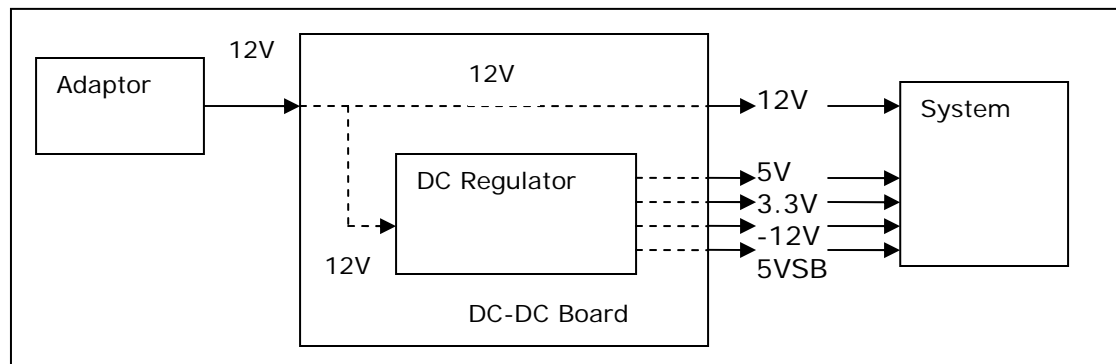 12V
Adaptor
12V
12V
System
DC Regulator
5V
3.3V
-12V
5VSB
12V
DC-DC Board